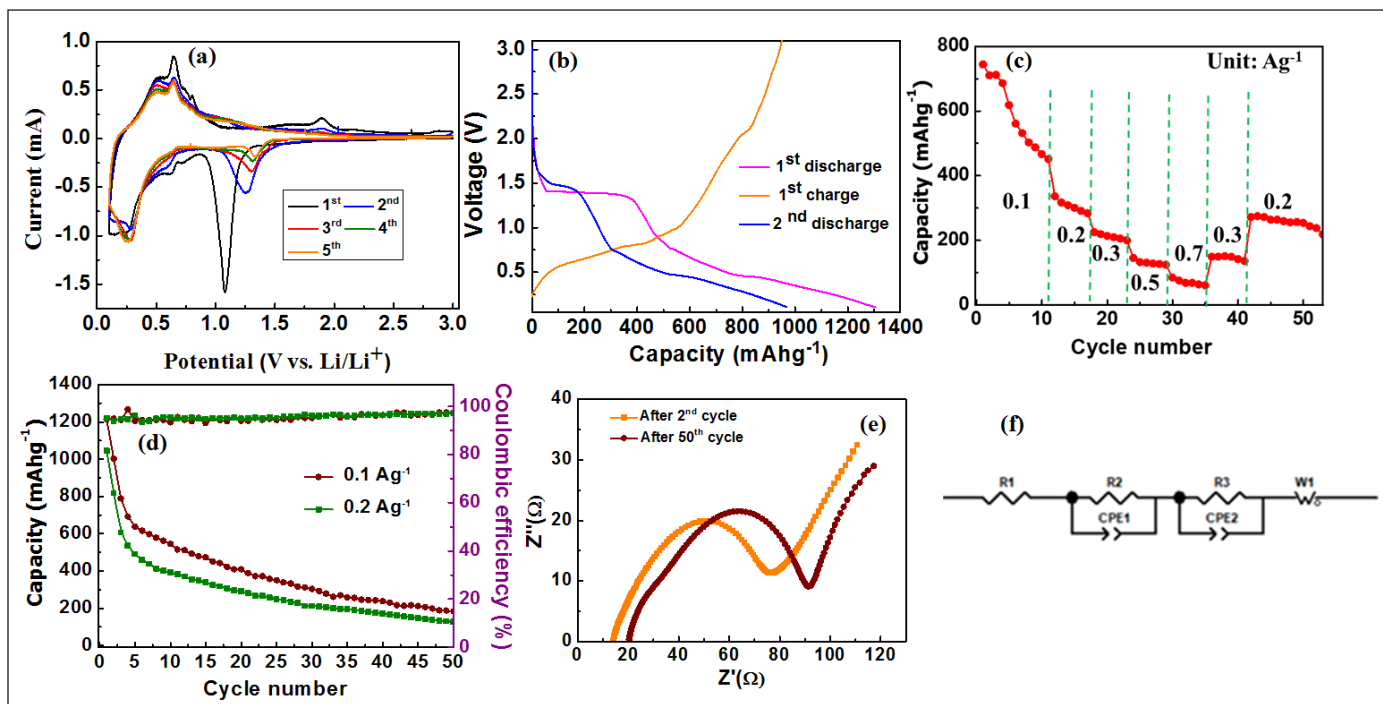 (a)
1.0
0.5
0.0
-0.5
-1.0
-1.5
Current (mA)
1st 2nd
3rd 4th
5th
0.0 0.5 1.0 1.5 2.0 2.5 3.0
Potential (V vs. Li/Li+)
(b)
3.0
2.5
2.0
1.5
1.0
0.5
Voltage (V)
1st discharge
1st charge
2nd discharge
0 200 400 600 800 1000 1200 1400
Capacity (mAhg-1)
(c)
Unit: Ag-1
800
600
400
200
0
Capacity (mAhg-1)
0.1
0.2
0.3
0.5
0.7
0.3
0.2
0 10 20 30 40 50
Cycle number
(d)
1400
1200
1000
800
600
400
200
0
Capacity (mAhg-1)
0.1 Ag-1
0.2 Ag-1
100
80
60
40
20
0
Coulombic efficiency (%)
0 5 10 15 20 25 30 35 40 45 50
Cycle number
(e)
40
30
20
10
0
Z''(Ω)
After 2nd cycle
After 50th cycle
0 20 40 60 80 100 120
Z'(Ω)
(f)
R1 R2 R3 W1
CPE1 CPE2